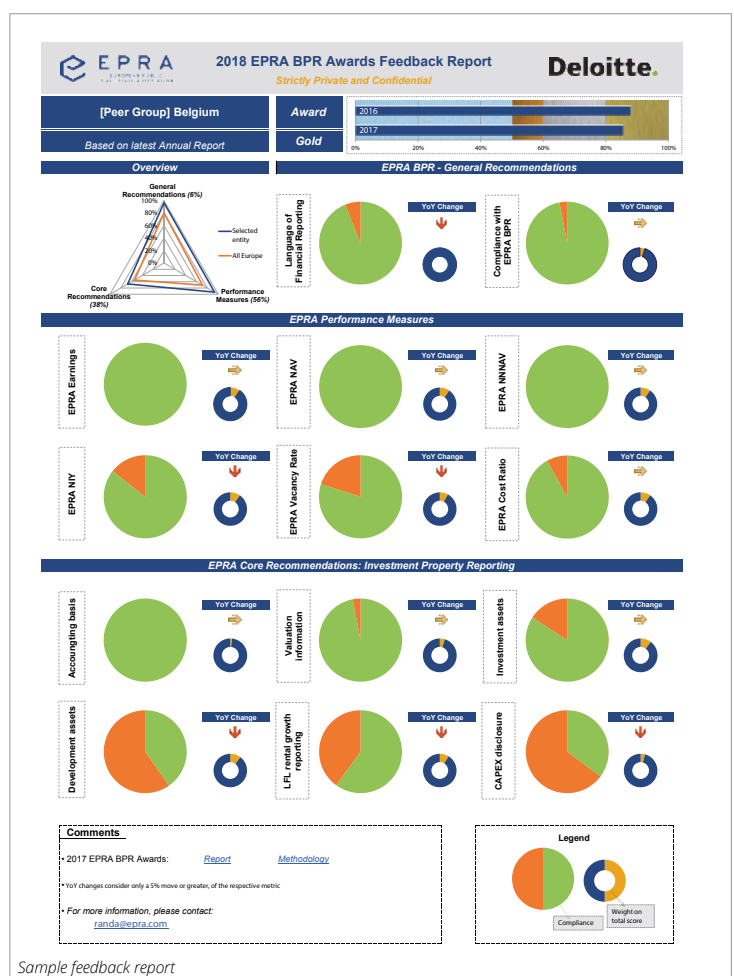 EPRA
2018 EPRA BPR Awards Feedback Report
Strictly Private and Confidential
Deloitte.
[Peer Group] Belgium
Based on latest Annual Report
Award
Gold
2016
2017
0% 20% 40% 60% 80% 100%
Overview
EPRA BPR - General Recommendations
General
Recommendations (6%)
100%
80%
60%
40%
20%
0%
Selected
entity
All Europe
Core
Recommendations
(38%)
Performance
Measures (56%)
Language of
Financial Reporting
YoY Change
Compliance with
EPRA BPR
YoY Change
EPRA Performance Measures
EPRA Earnings
YoY Change
EPRA NAV
YoY Change
EPRA NNNAV
YoY Change
EPRA NIY
YoY Change
EPRA Vacancy Rate
YoY Change
EPRA Cost Ratio
YoY Change
EPRA Core Recommendations: Investment Property Reporting
Accoungting basis
YoY Change
Valuation
information
YoY Change
Investment assets
YoY Change
Development assets
YoY Change
LFL rental growth
reporting
YoY Change
CAPEX disclosure
YoY Change
Comments
• 2017 EPRA BPR Awards: Report Methodology
• YoY changes consider only a 5% move or greater, of the respective metric
• For more information, please contact:
randa@epra.com
Legend
Compliance
Weight on
total score
Sample feedback report